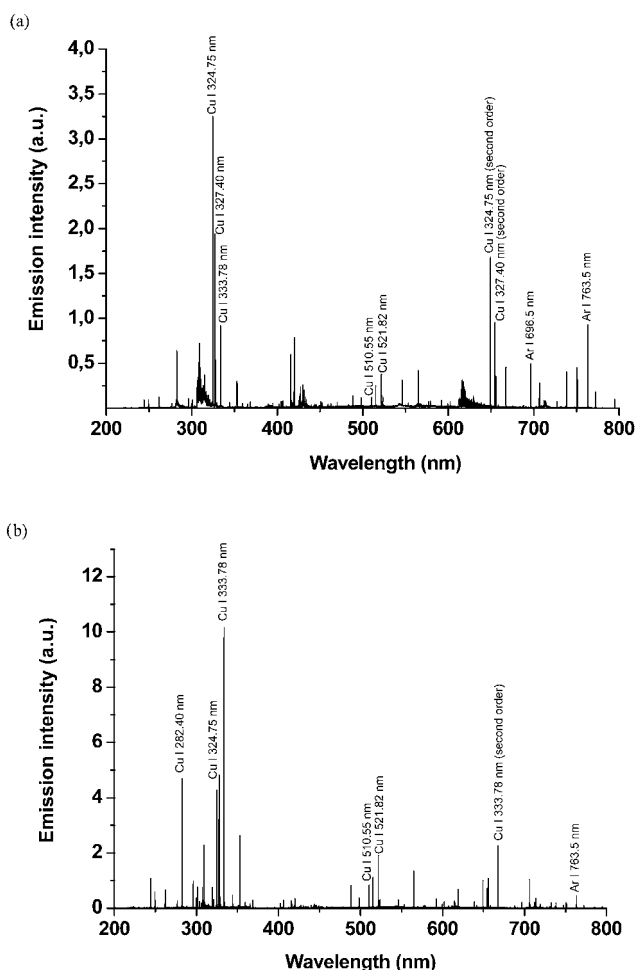 (a)
4,0
3,5
3,0
2,5
2,0
1,5
1,0
0,5
Emission intensity (a.u.)
Cu I 324.75 nm
Cu I 327.40 nm
Cu I 333.78 nm
Cu I 510.55 nm
Cu I 521.82 nm
Cu I 324.75 nm (second order)
Cu I 327.40 nm (second order)
Ar I 696.5 nm
Ar I 763.5 nm
200 300 400 500 600 700 800
Wavelength (nm)
(b)
12
10
8
6
4
2
0
Emission intensity (a.u.)
Cu I 282.40 nm
Cu I 324.75 nm
Cu I 333.78 nm
Cu I 510.55 nm
Cu I 521.82 nm
Cu I 333.78 nm (second order)
Ar I 763.5 nm
200 300 400 500 600 700 800
Wavelength (nm)